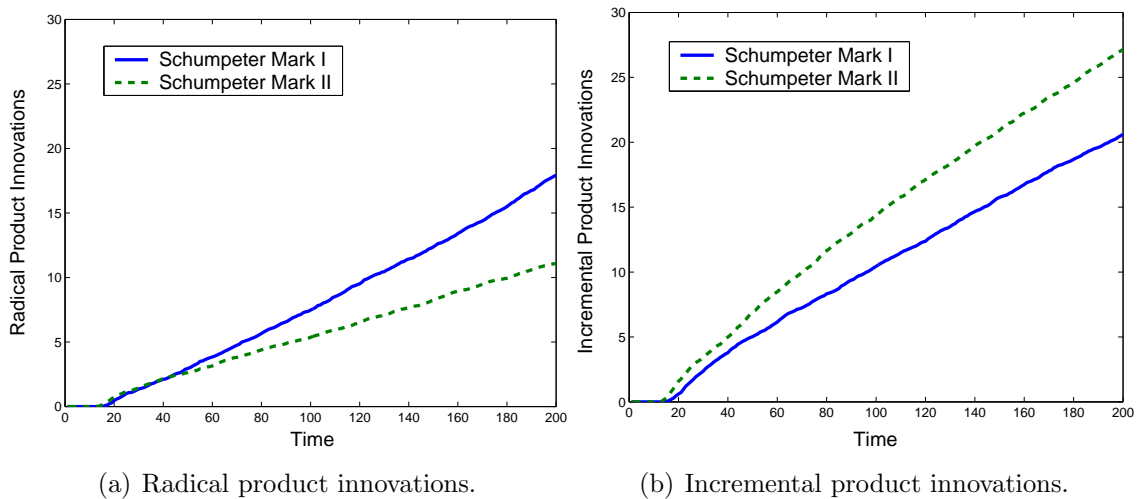 30
25
20
15
10
5
0
Radical Product Innovations
Schumpeter Mark I
Schumpeter Mark II
0 20 40 60 80 100 120 140 160 180 200
Time
(a) Radical product innovations.
30
25
20
15
10
5
0
Incremental Product Innovations
Schumpeter Mark I
Schumpeter Mark II
0 20 40 60 80 100 120 140 160 180 200
Time
(b) Incremental product innovations.